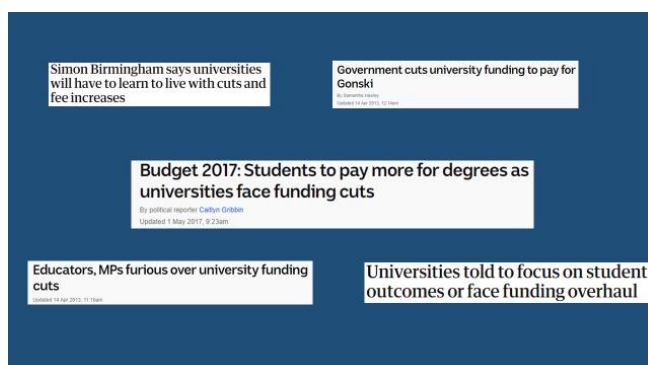 Simon Birmingham says universities
will have to learn to live with cuts and
fee increases
Government cuts university funding to pay for
Gonski
Updated 14 Apr 2013, 12:14am
Budget 2017: Students to pay more for degrees as
universities face funding cuts
By political reporter Caitlyn Gribbin
Updated 1 May 2017, 9:23am
Educators, MPs furious over university funding
cuts
Updated 14 Apr 2013, 11:18am
Universities told to focus on student
outcomes or face funding overhaul